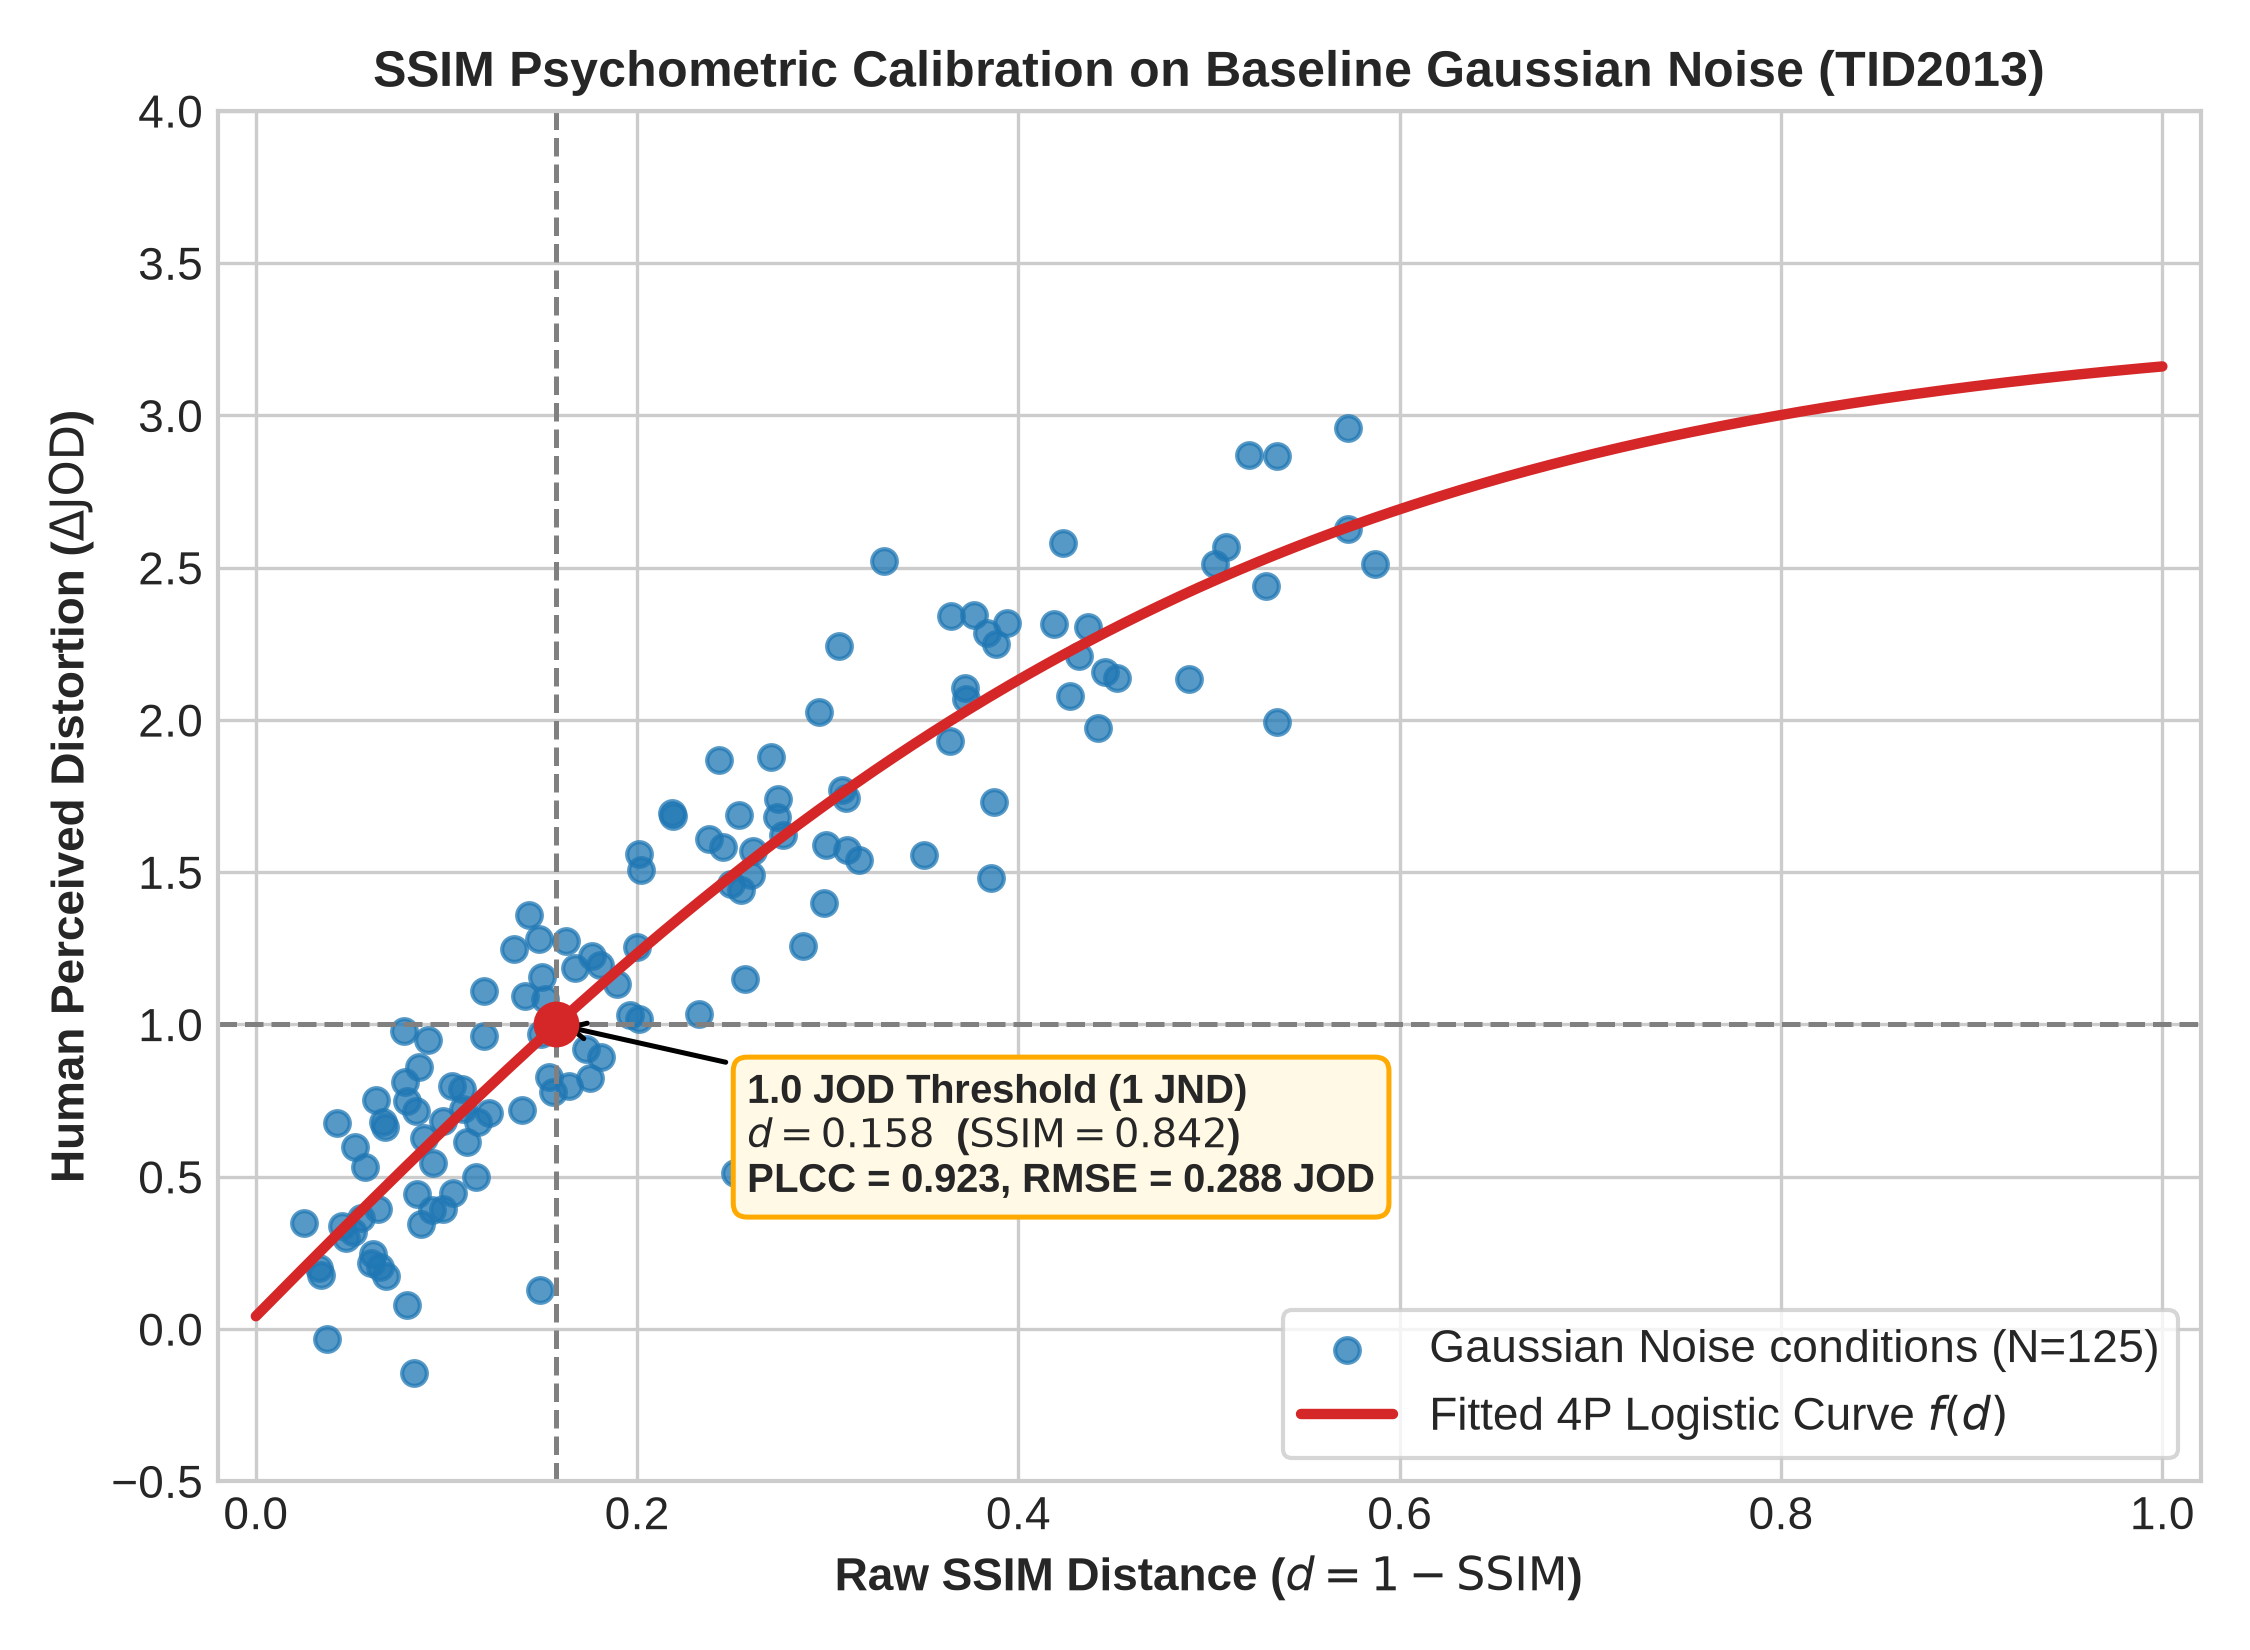 SSIM Psychometric Calibration on Baseline Gaussian Noise (TID2013)
Human Perceived Distortion (ΔJOD)
4.0
3.5
3.0
2.5
2.0
1.5
1.0
0.5
0.0
−0.5
1.0 JOD Threshold (1 JND)
d = 0.158 (SSIM = 0.842)
PLCC = 0.923, RMSE = 0.288 JOD
Gaussian Noise conditions (N=125)
Fitted 4P Logistic Curve f(d)
0.0 0.2 0.4 0.6 0.8 1.0
Raw SSIM Distance (d = 1 − SSIM)